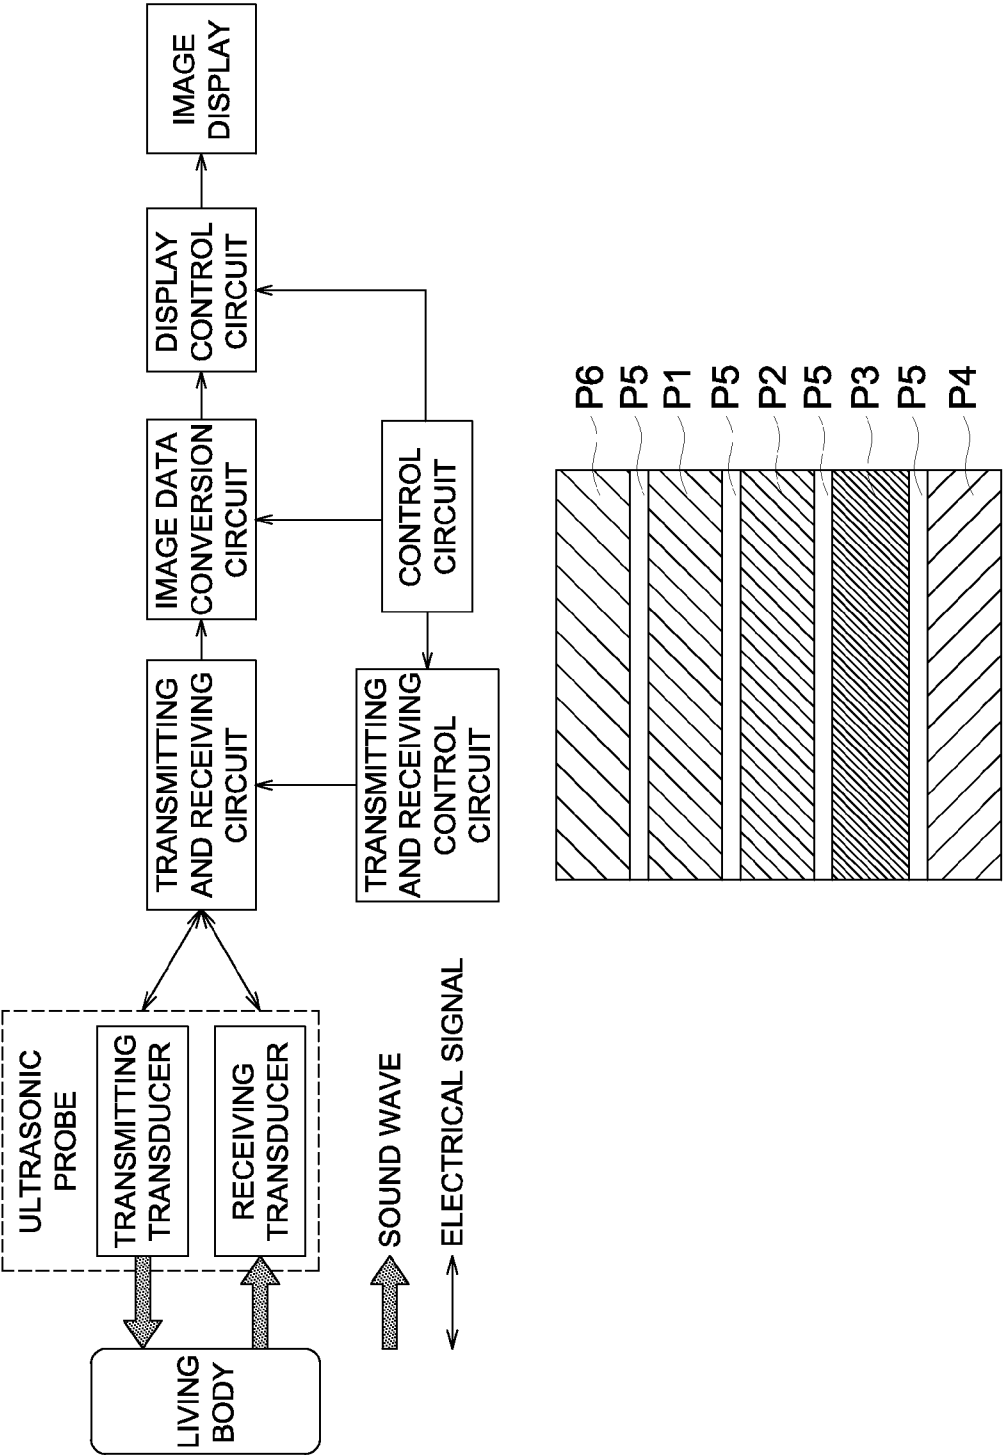 ULTRASONIC
PROBE
LIVING
BODY
TRANSMITTING
TRANSDUCER
RECEIVING
TRANSDUCER
TRANSMITTING
AND RECEIVING
CIRCUIT
IMAGE DATA
CONVERSION
CIRCUIT
DISPLAY
CONTROL
CIRCUIT
IMAGE
DISPLAY
TRANSMITTING
AND RECEIVING
CONTROL
CIRCUIT
CONTROL
CIRCUIT
SOUND WAVE
ELECTRICAL SIGNAL
P6
P5
P1
P5
P2
P5
P3
P5
P4